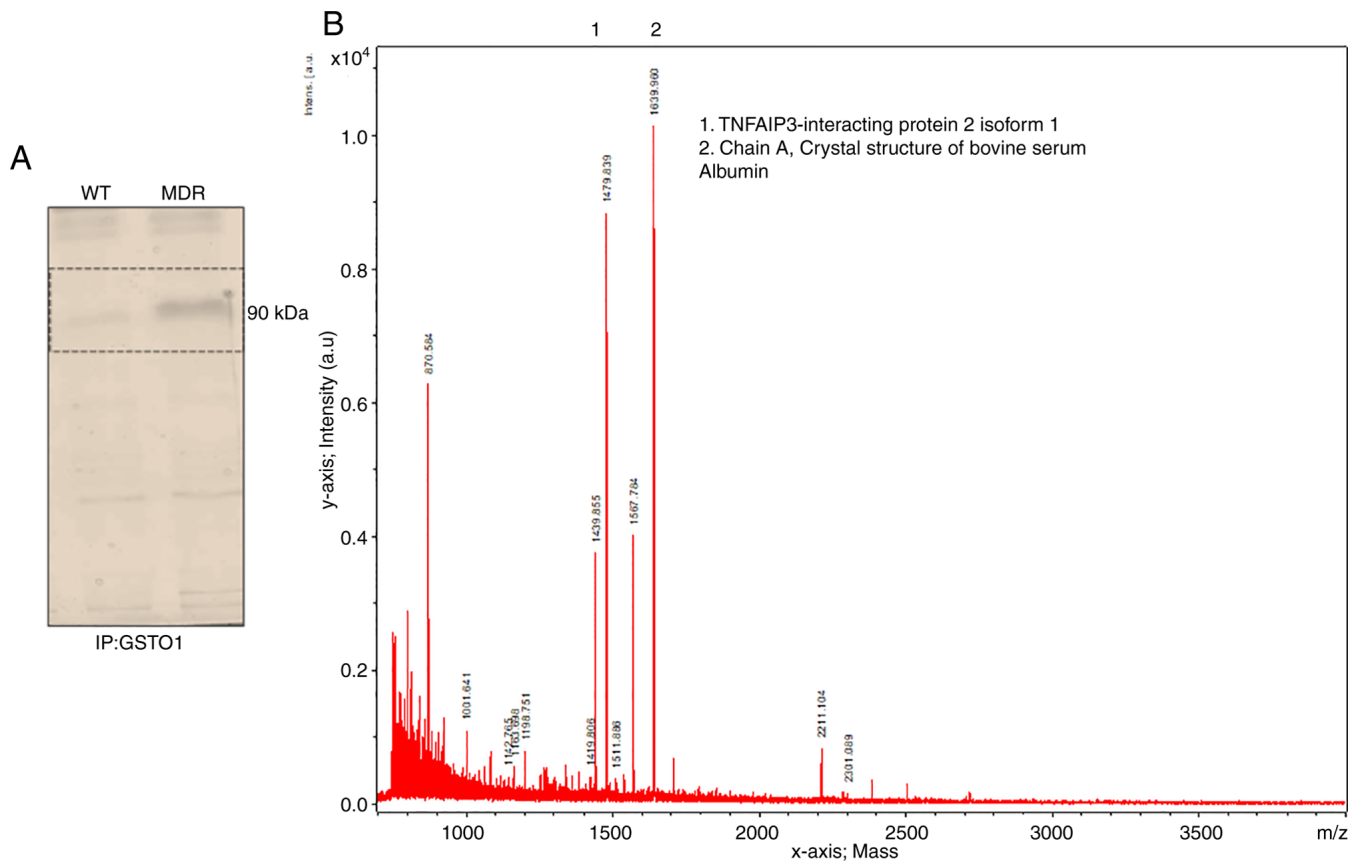 A
WT MDR
90 kDa
IP:GSTO1
B
1 2
x10⁴
Intens. [a.u.
1.0
0.8
0.6
0.4
0.2
0.0
y-axis; Intensity (a.u)
870.584
1001.641
1198.751
1419.806
1439.855
1479.839
1511.886
1567.784
1639.960
2211.104
2301.089
1. TNFAIP3-interacting protein 2 isoform 1
2. Chain A, Crystal structure of bovine serum
Albumin
1000 1500 2000 2500 3000 3500 m/z
x-axis; Mass